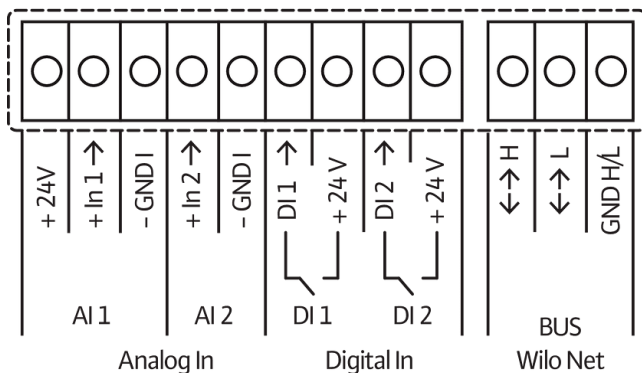 + 24V
+ In 1 →
- GND I
+ In 2 →
- GND I
DI 1 →
+ 24 V
DI 2 →
+ 24 V
↔ H
↔ L
GND H/L
AI 1
AI 2
DI 1
DI 2
BUS
Analog In
Digital In
Wilo Net